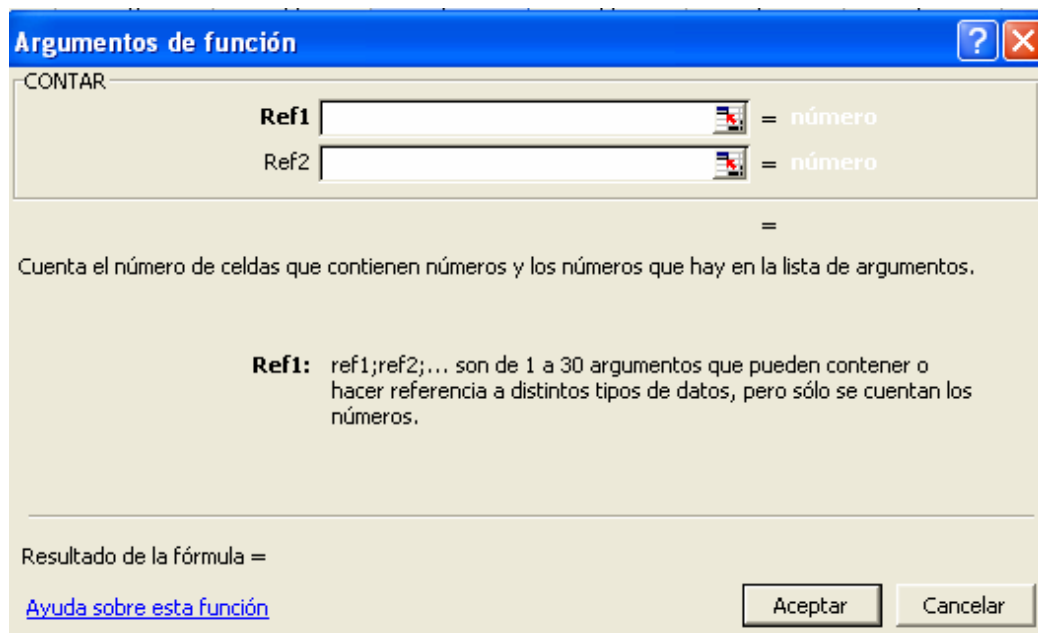 Argumentos de función
CONTAR
Ref1 = número
Ref2 = número
=
Cuenta el número de celdas que contienen números y los números que hay en la lista de argumentos.
Ref1: ref1;ref2;... son de 1 a 30 argumentos que pueden contener o
hacer referencia a distintos tipos de datos, pero sólo se cuentan los
números.
Resultado de la fórmula =
Ayuda sobre esta función Aceptar Cancelar